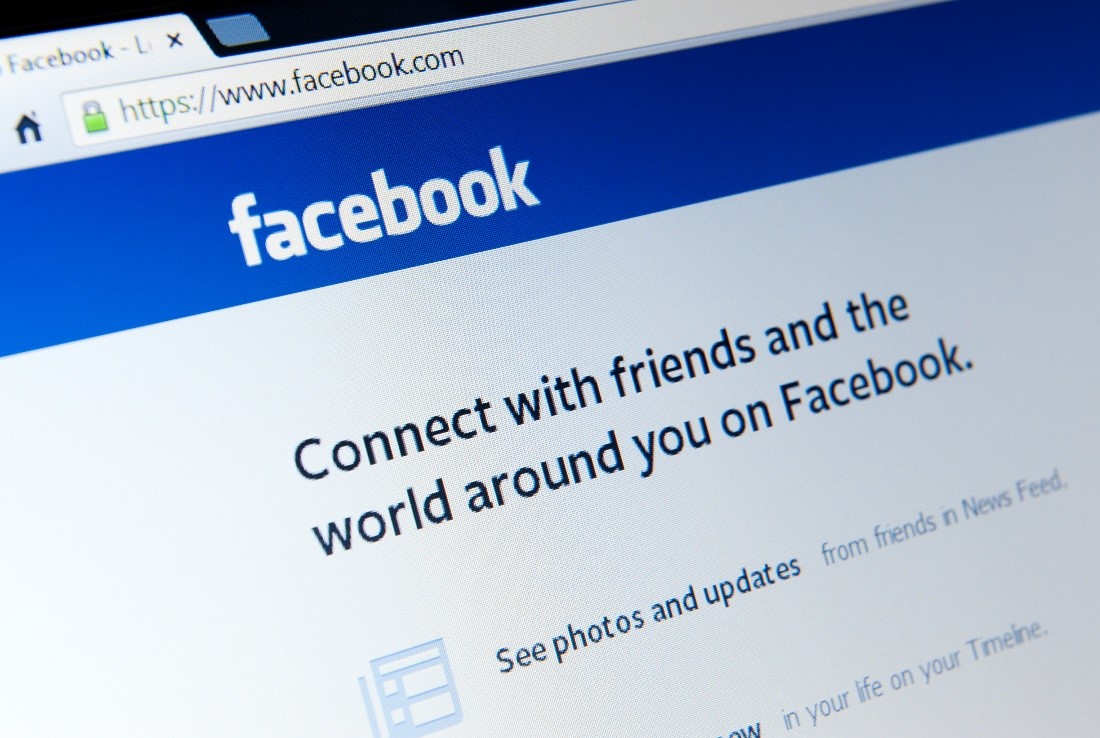 Facebook - L
https://www.facebook.com
facebook
Connect with friends and the
world around you on Facebook.
See photos and updates from friends in News Feed.
in your life on your Timeline.